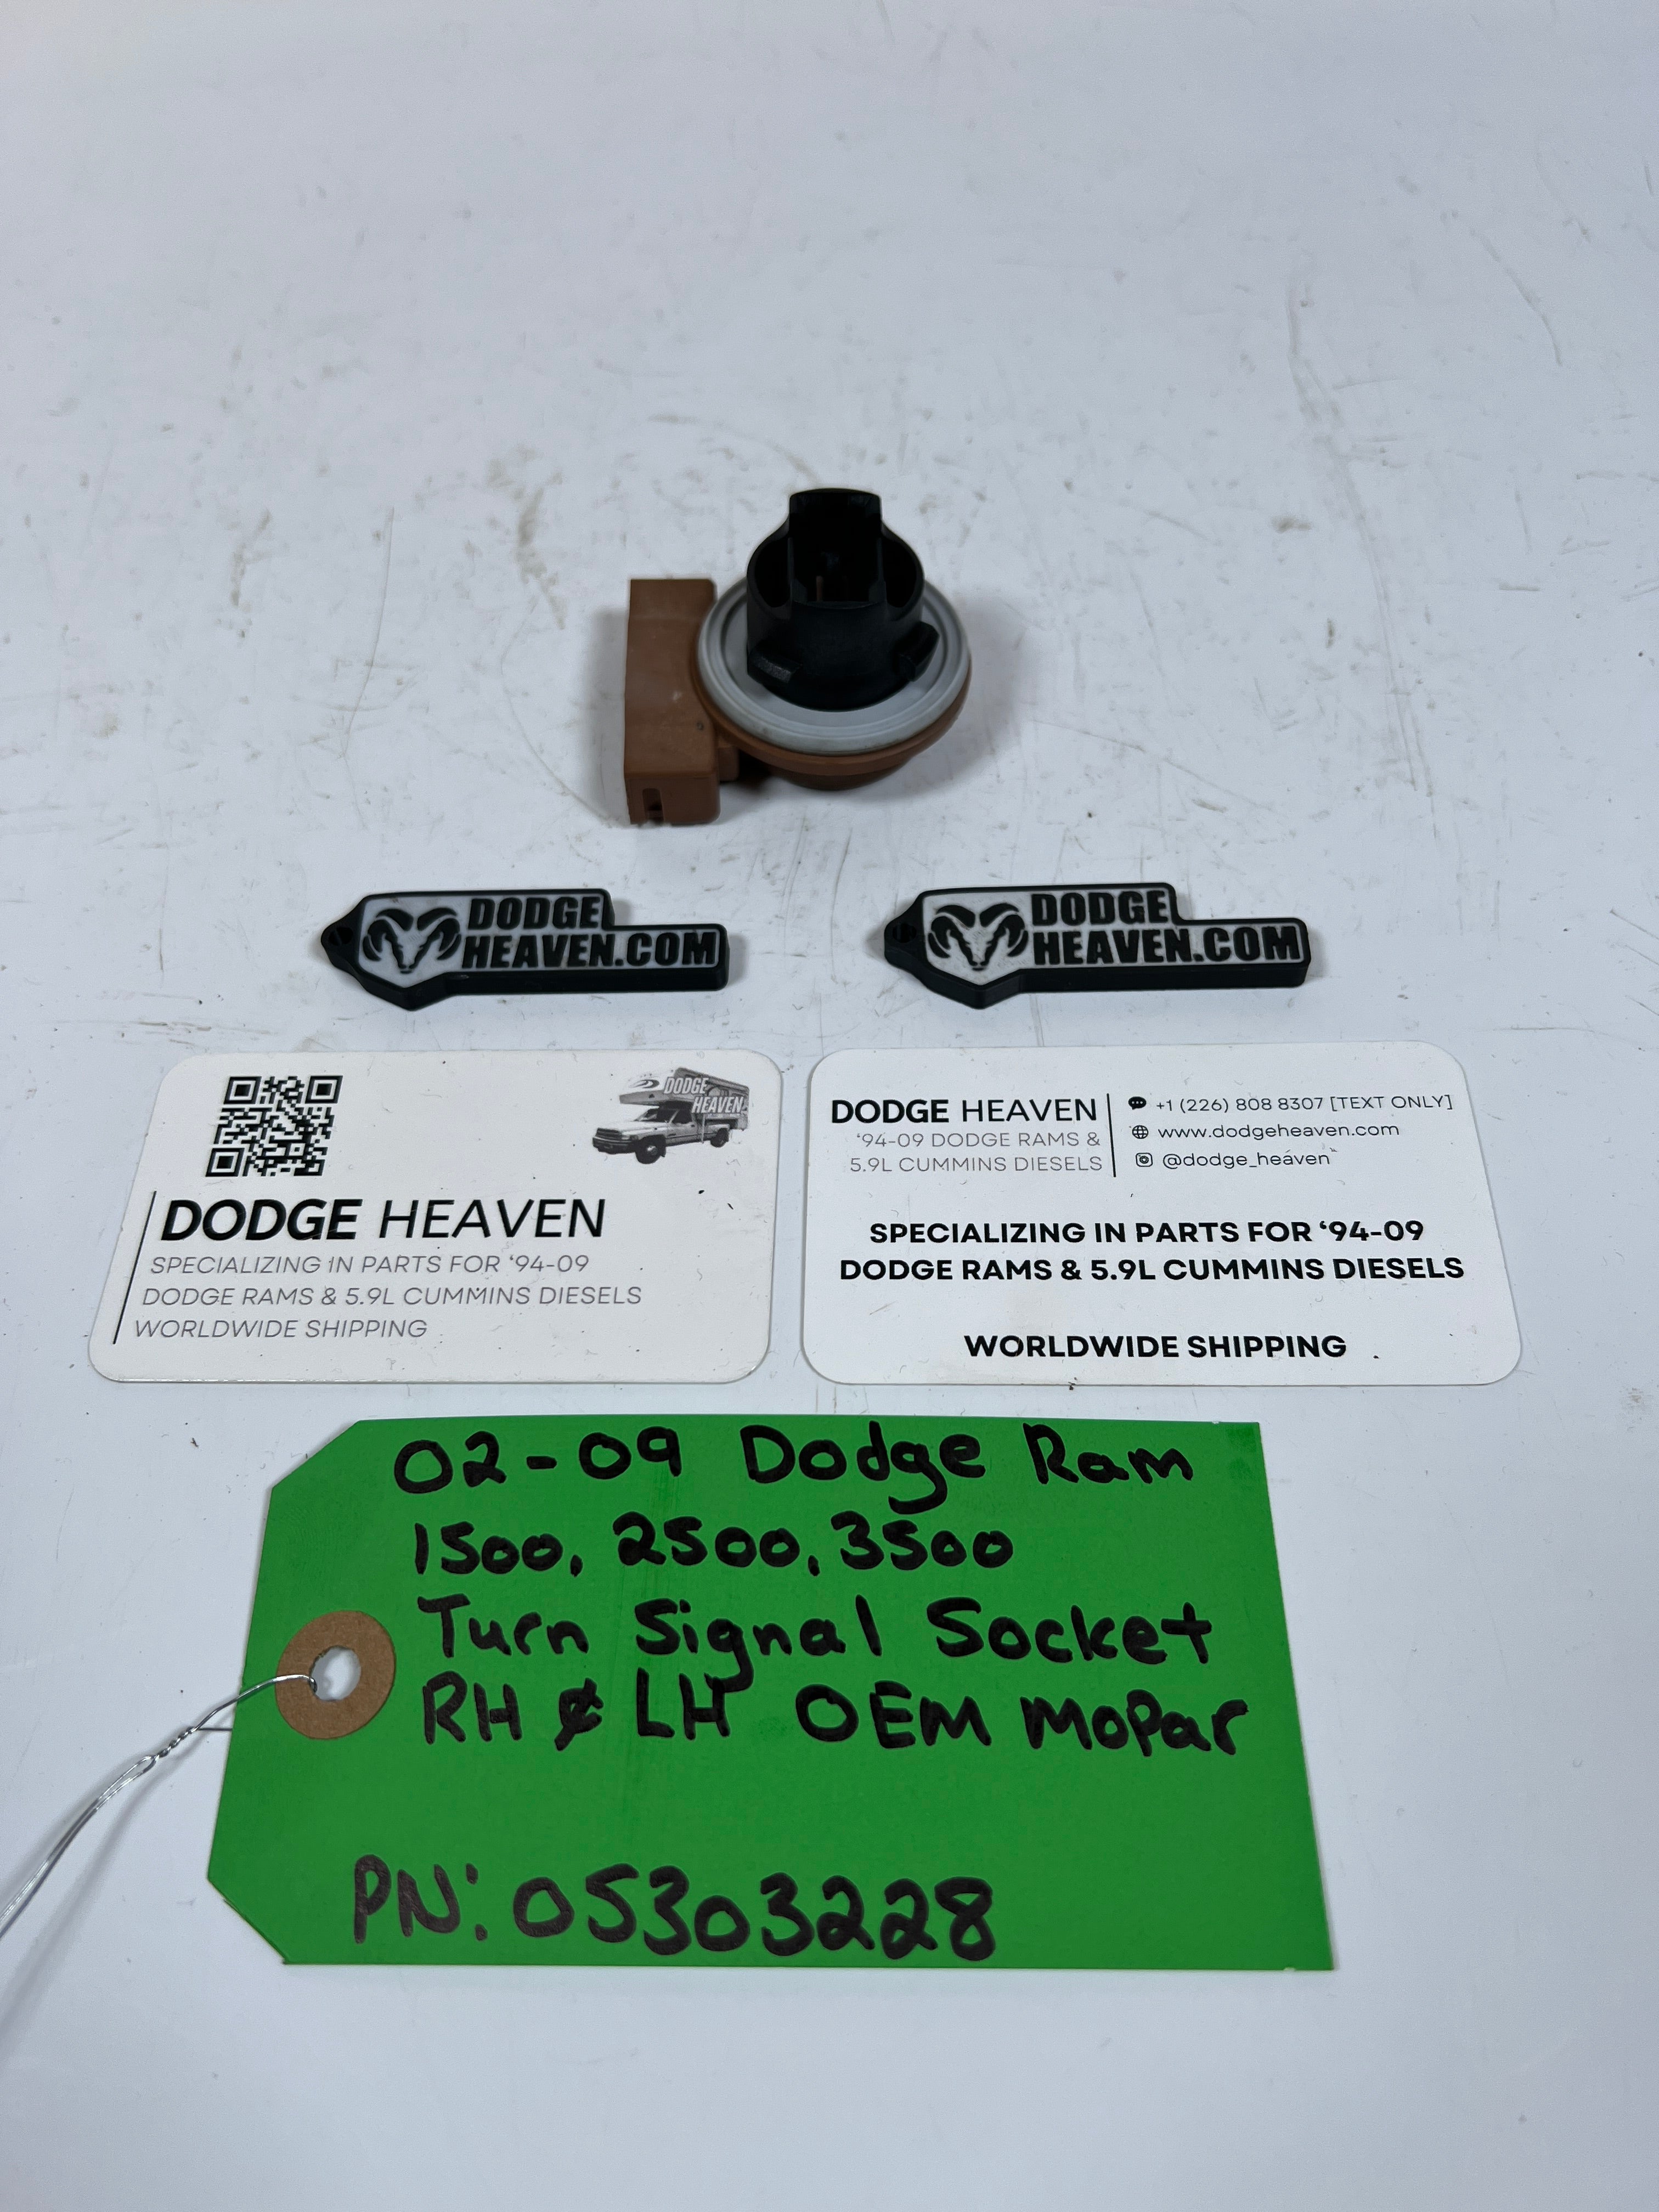 DODGE
HEAVEN.COM
DODGE
HEAVEN.COM
DODGE
HEAVEN
DODGE HEAVEN
SPECIALIZING IN PARTS FOR ‘94-09
DODGE RAMS & 5.9L CUMMINS DIESELS
WORLDWIDE SHIPPING
DODGE HEAVEN
‘94-09 DODGE RAMS &
5.9L CUMMINS DIESELS
+1 (226) 808 8307 [TEXT ONLY]
www.dodgeheaven.com
@dodge_heaven
SPECIALIZING IN PARTS FOR ‘94-09
DODGE RAMS & 5.9L CUMMINS DIESELS
WORLDWIDE SHIPPING
02-09 Dodge Ram
1500, 2500, 3500
Turn Signal Socket
RH & LH OEM Mopar
PN: 05303228